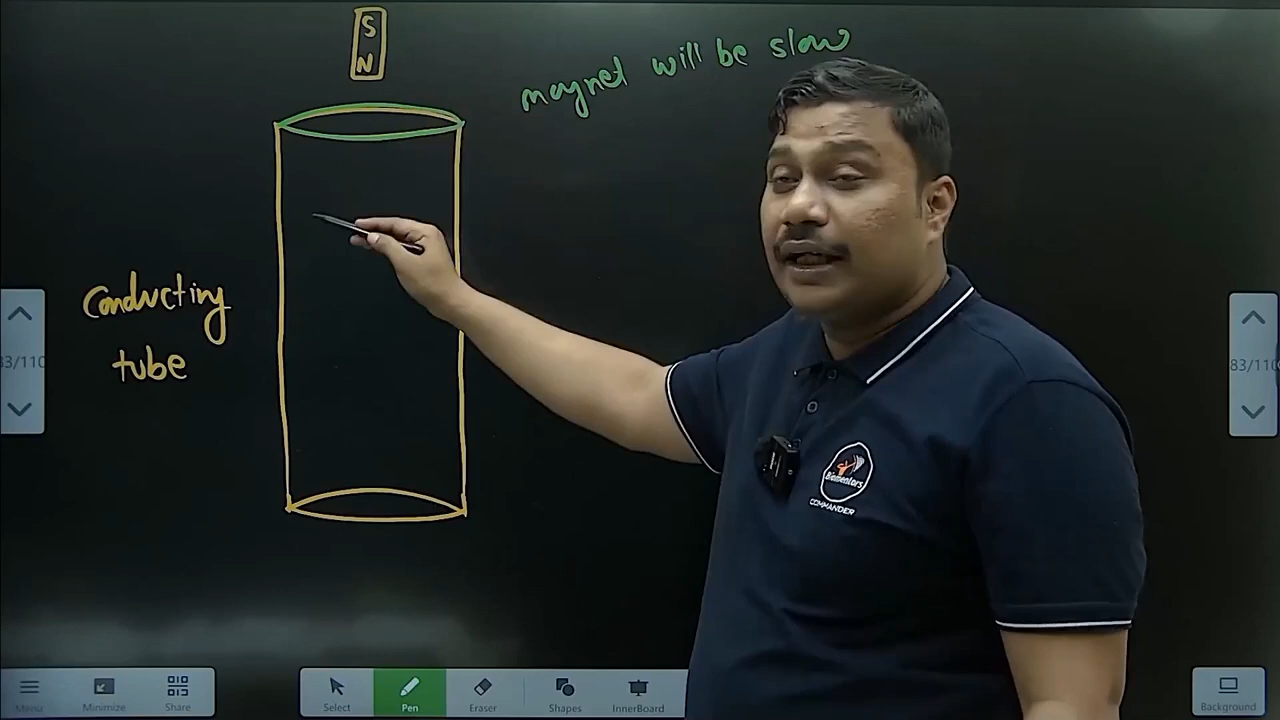 S
N
magnet will be slow
Conducting
tube
83/110
83/110
Biomentors
COMMANDER
Menu
Minimize
Share
Select
Pen
Eraser
Shapes
InnerBoard
Background